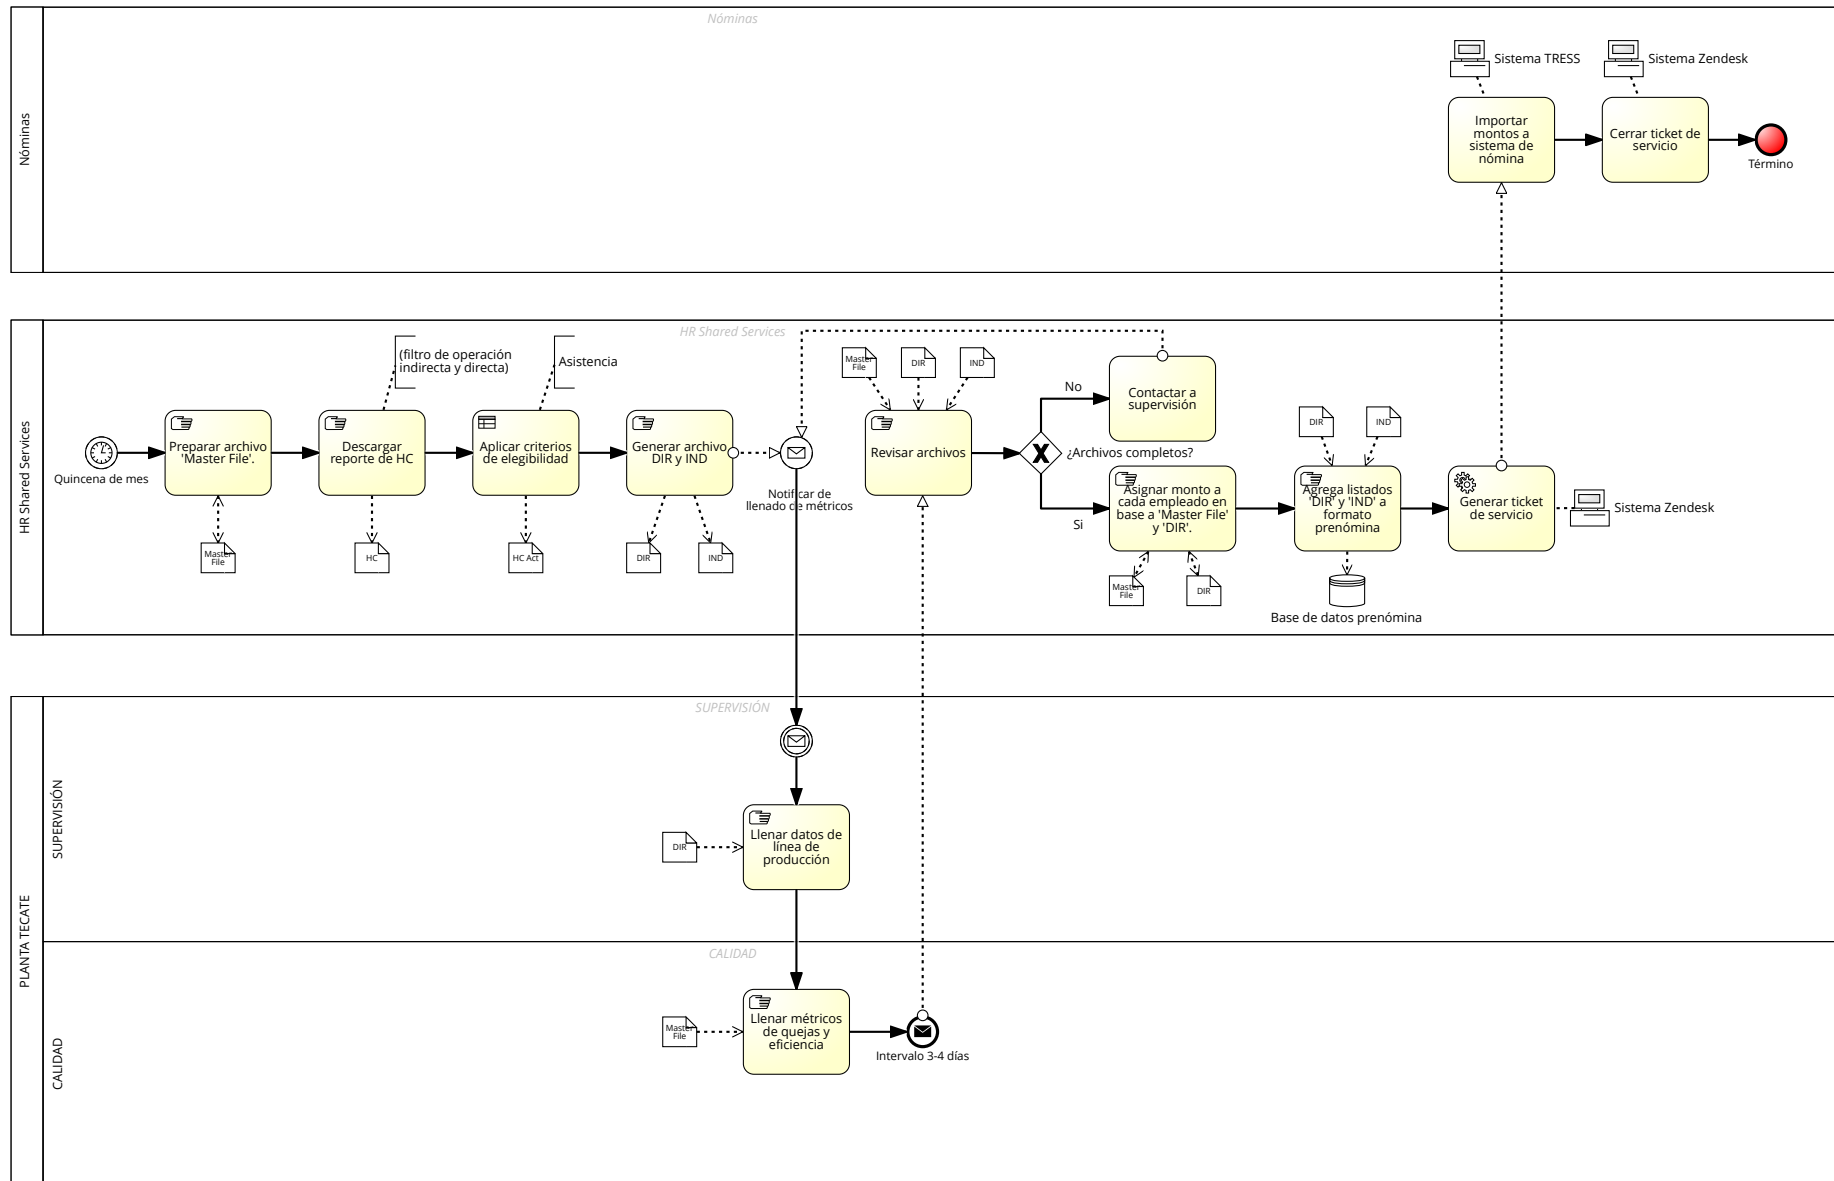 Nóminas
Nóminas
Sistema TRESS
Sistema Zendesk
Importar
montos a
sistema de
nómina
Cerrar ticket de
servicio
Término
HR Shared Services
HR Shared Services
(filtro de operación
indirecta y directa)
Asistencia
Quincena de mes
Preparar archivo
'Master File'.
Descargar
reporte de HC
Aplicar criterios
de elegibilidad
Generar archivo
DIR y IND
Notificar de
llenado de métricos
Master
File
HC
HC Act
DIR
IND
Master
File
DIR
IND
Revisar archivos
No
¿Archivos completos?
Si
Contactar a
supervisión
Asignar monto a
cada empleado en
base a 'Master File'
y 'DIR'.
Master
File
DIR
DIR
IND
Agrega listados
'DIR' y 'IND' a
formato
prenómina
Base de datos prenómina
Generar ticket
de servicio
Sistema Zendesk
PLANTA TECATE
SUPERVISIÓN
SUPERVISIÓN
DIR
Llenar datos de
línea de
producción
CALIDAD
CALIDAD
Master
File
Llenar métricos
de quejas y
eficiencia
Intervalo 3-4 días